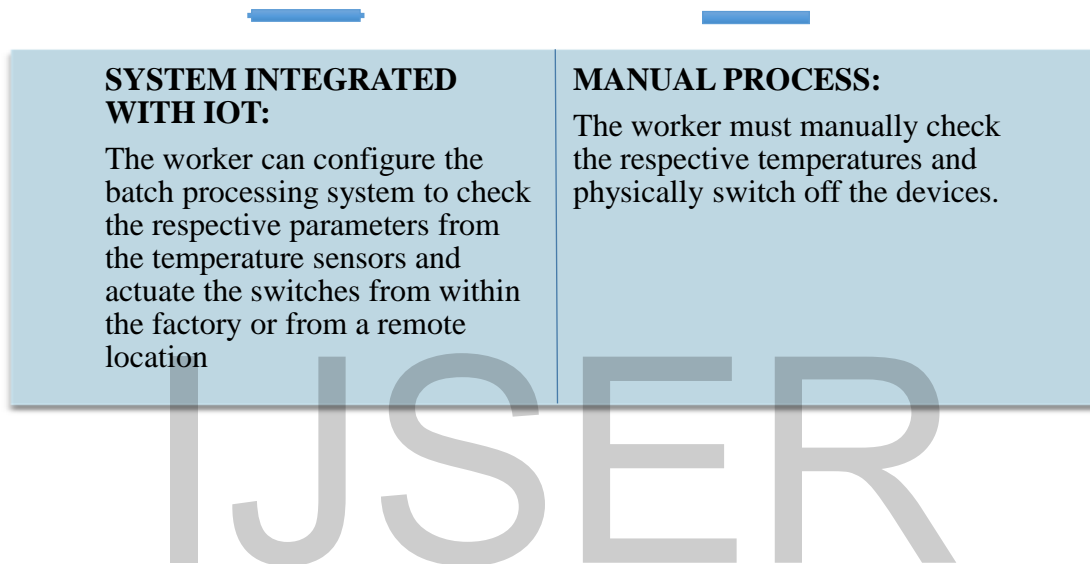 SYSTEM INTEGRATED
WITH IOT:
The worker can configure the
batch processing system to check
the respective parameters from
the temperature sensors and
actuate the switches from within
the factory or from a remote
location
MANUAL PROCESS:
The worker must manually check
the respective temperatures and
physically switch off the devices.
IJSER